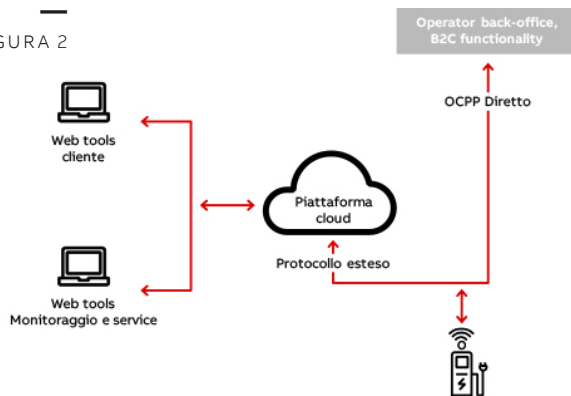 GURA 2
Operator back-office,
B2C functionality
OCPP Diretto
Web tools
cliente
Piattaforma
cloud
Protocollo esteso
Web tools
Monitoraggio e service